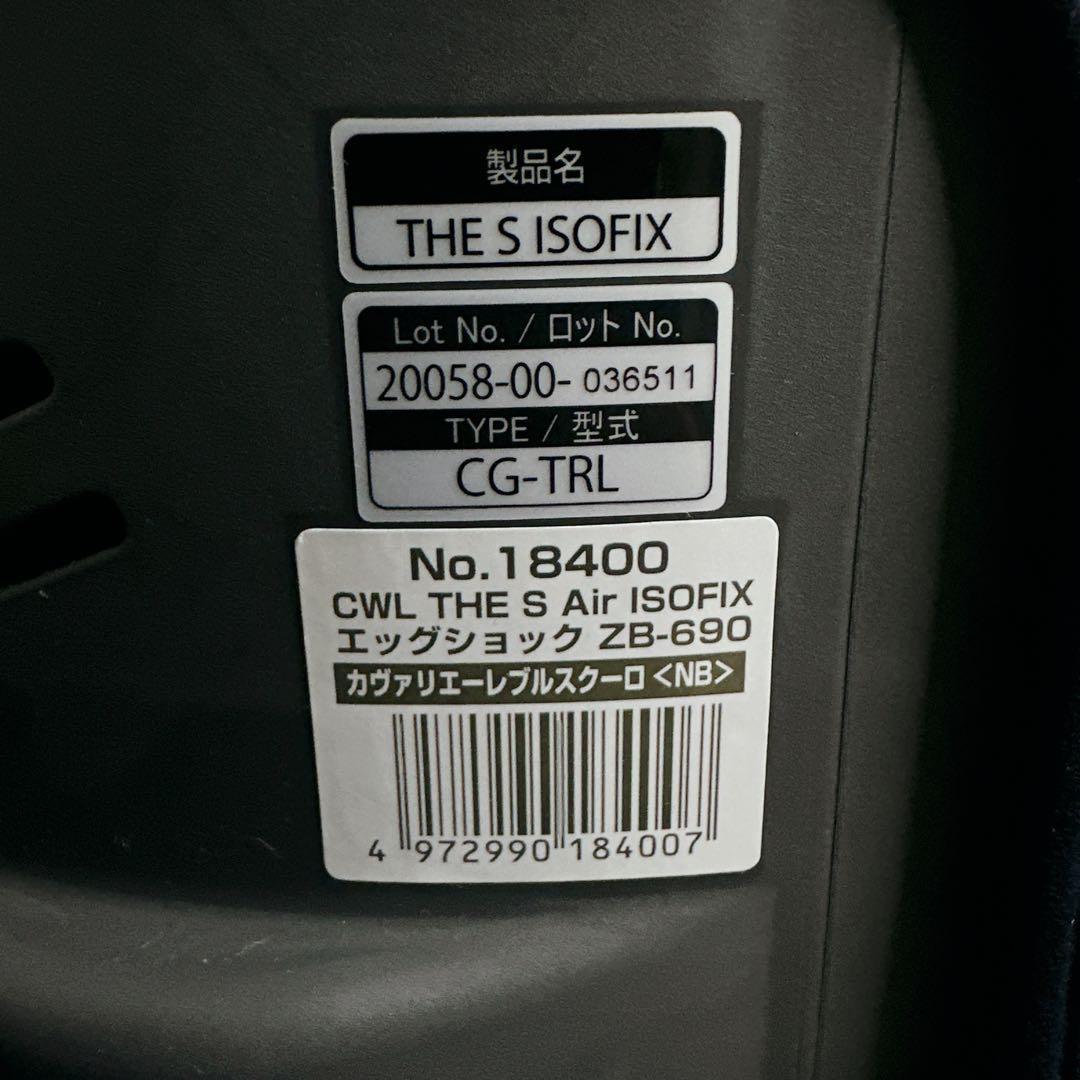 製品名
THE S ISOFIX
Lot No. / ロット No.
20058-00- 036511
TYPE / 型式
CG-TRL
No.18400
CWL THE S Air ISOFIX
エッグショック ZB-690
カヴァリエーレブルスクーロ <NB>
4 972990 184007